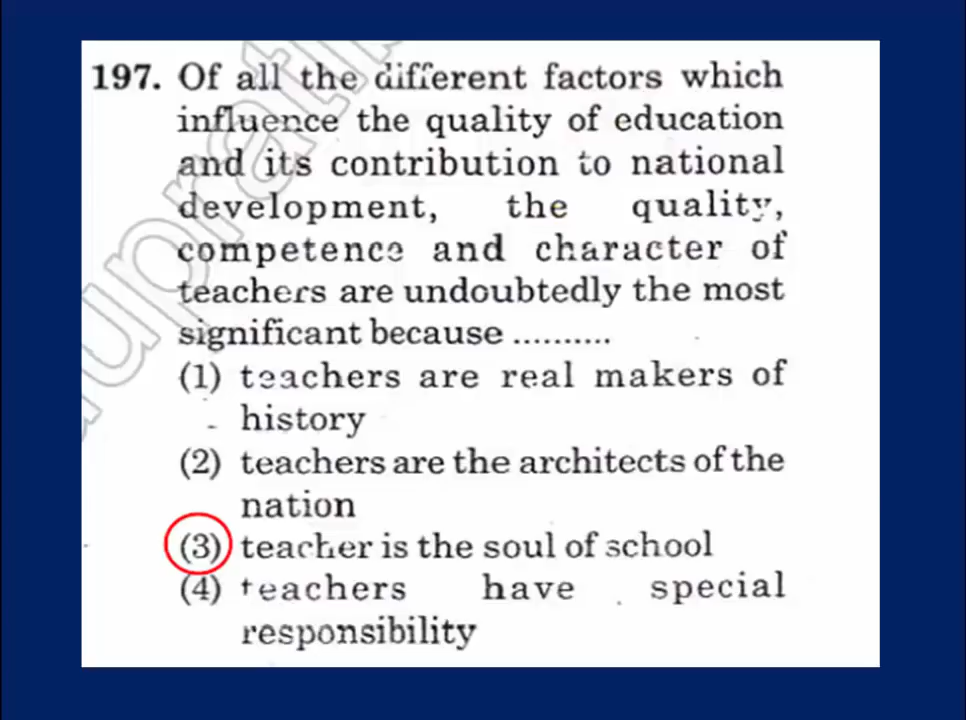 197. Of all the different factors which
influence the quality of education
and its contribution to national
development, the quality,
competence and character of
teachers are undoubtedly the most
significant because ..........
(1) teachers are real makers of
history
(2) teachers are the architects of the
nation
(3) teacher is the soul of school
(4) teachers have special
responsibility